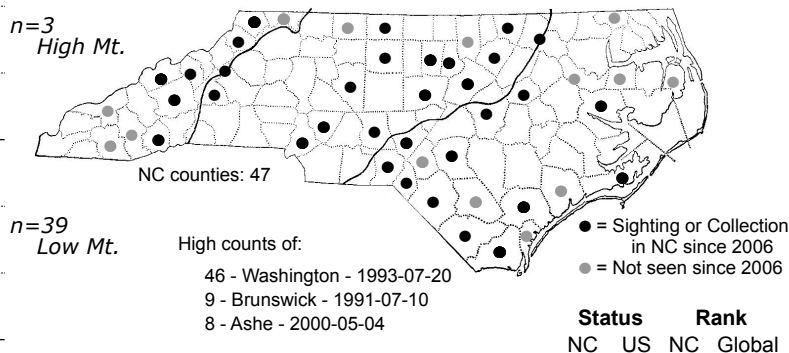 n=3
High Mt.
NC counties: 47
n=39
Low Mt.
High counts of:
46 - Washington - 1993-07-20
9 - Brunswick - 1991-07-10
8 - Ashe - 2000-05-04
● = Sighting or Collection
in NC since 2006
● = Not seen since 2006
Status Rank
NC US NC Global